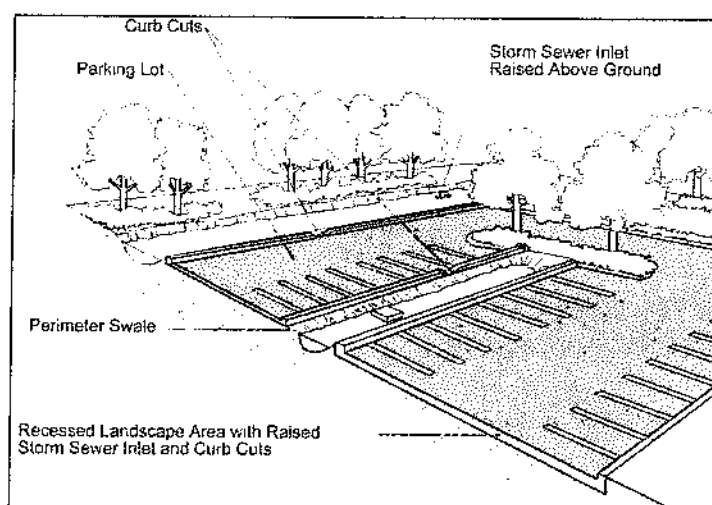 Curb Cuts
Parking Lot
Storm Sewer Inlet
Raised Above Ground
Perimeter Swale
Recessed Landscape Area with Raised
Storm Sewer Inlet and Curb Cuts